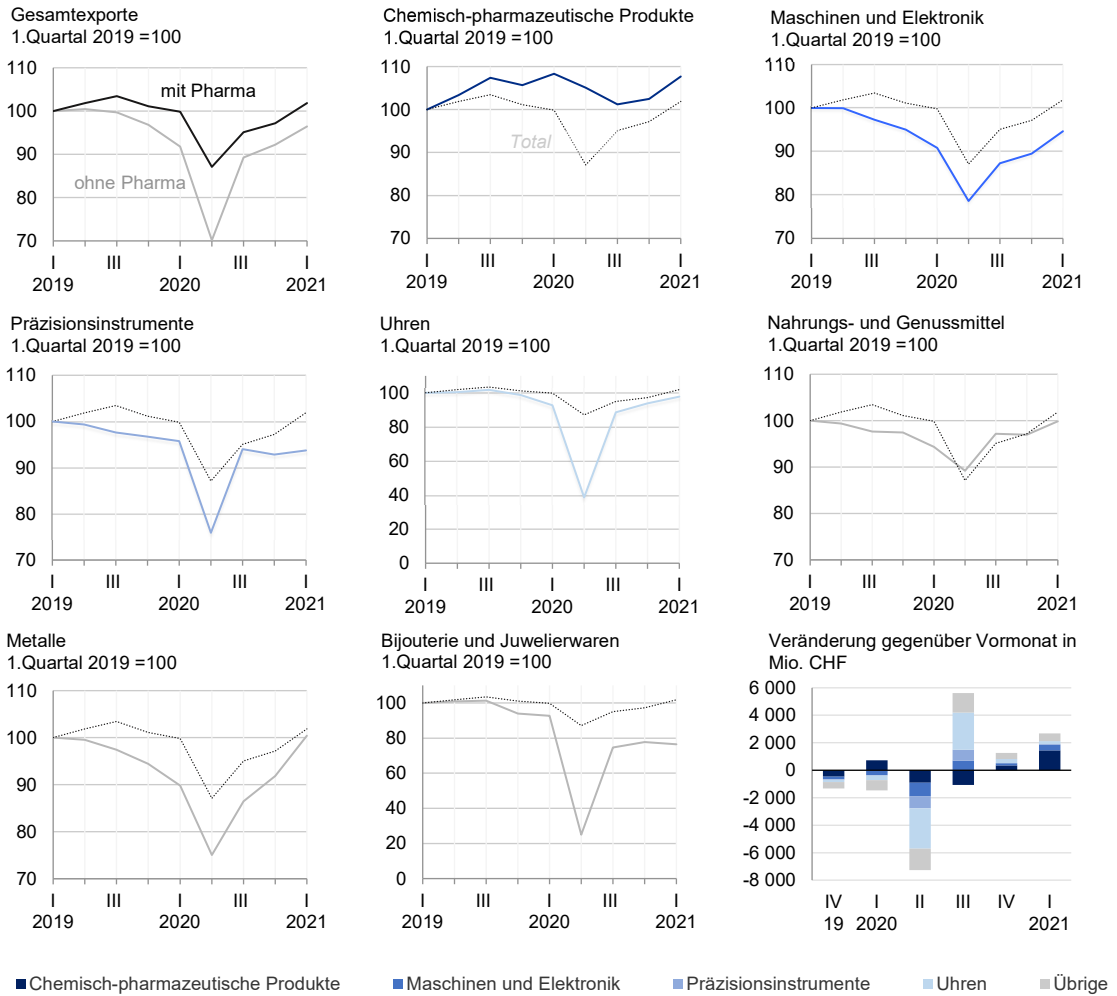 Gesamtexporte
1.Quartal 2019 =100
110
100
90
80
70
mit Pharma
ohne Pharma
I III I III I
2019 2020 2021
Chemisch-pharmazeutische Produkte
1.Quartal 2019 =100
110
100
90
80
70
Total
I III I III I
2019 2020 2021
Maschinen und Elektronik
1.Quartal 2019 =100
110
100
90
80
70
I III I III I
2019 2020 2021
Präzisionsinstrumente
1.Quartal 2019 =100
110
100
90
80
70
I III I III I
2019 2020 2021
Uhren
1.Quartal 2019 =100
100
80
60
40
20
0
I III I III I
2019 2020 2021
Nahrungs- und Genussmittel
1.Quartal 2019 =100
110
100
90
80
70
I III I III I
2019 2020 2021
Metalle
1.Quartal 2019 =100
110
100
90
80
70
I III I III I
2019 2020 2021
Bijouterie und Juwelierwaren
1.Quartal 2019 =100
100
80
60
40
20
0
I III I III I
2019 2020 2021
Veränderung gegenüber Vormonat in
Mio. CHF
6 000
4 000
2 000
0
-2 000
-4 000
-6 000
-8 000
IV I II III IV I
19 2020 2021
Chemisch-pharmazeutische Produkte Maschinen und Elektronik Präzisionsinstrumente Uhren Übrige